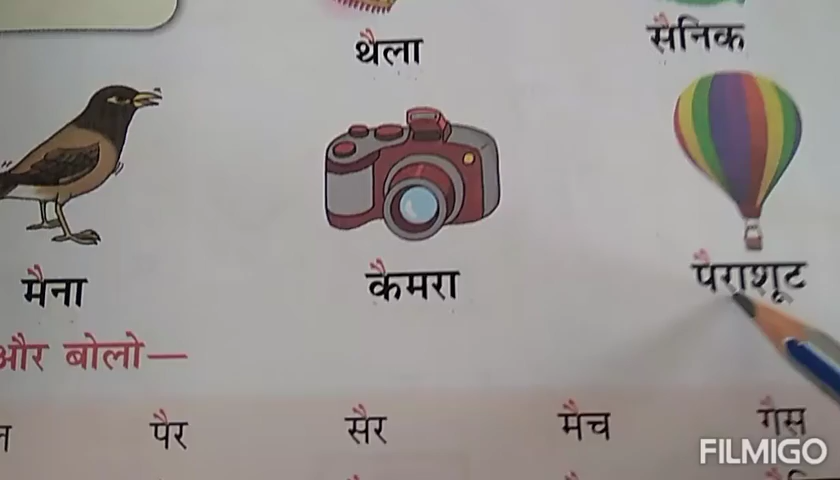 थैला सैनिक
मैना कैमरा पैराशूट
और बोलो—
पैर सैर मैच गैस
FILMIGO